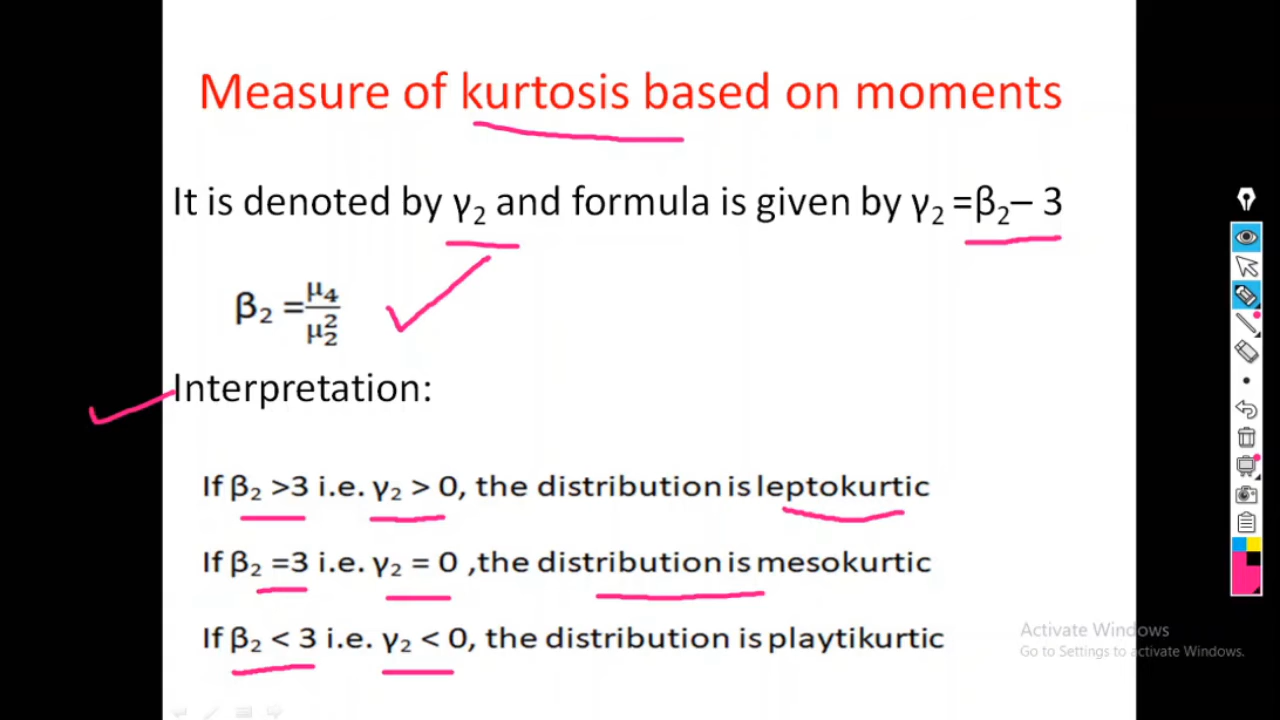 Measure of kurtosis based on moments
It is denoted by γ₂ and formula is given by γ₂ =β₂– 3
β₂ =μ₄/μ₂²
Interpretation:
If β₂ >3 i.e. γ₂ > 0, the distribution is leptokurtic
If β₂ =3 i.e. γ₂ = 0 ,the distribution is mesokurtic
If β₂ < 3 i.e. γ₂ < 0, the distribution is playtikurtic
Activate Windows
Go to Settings to activate Windows.